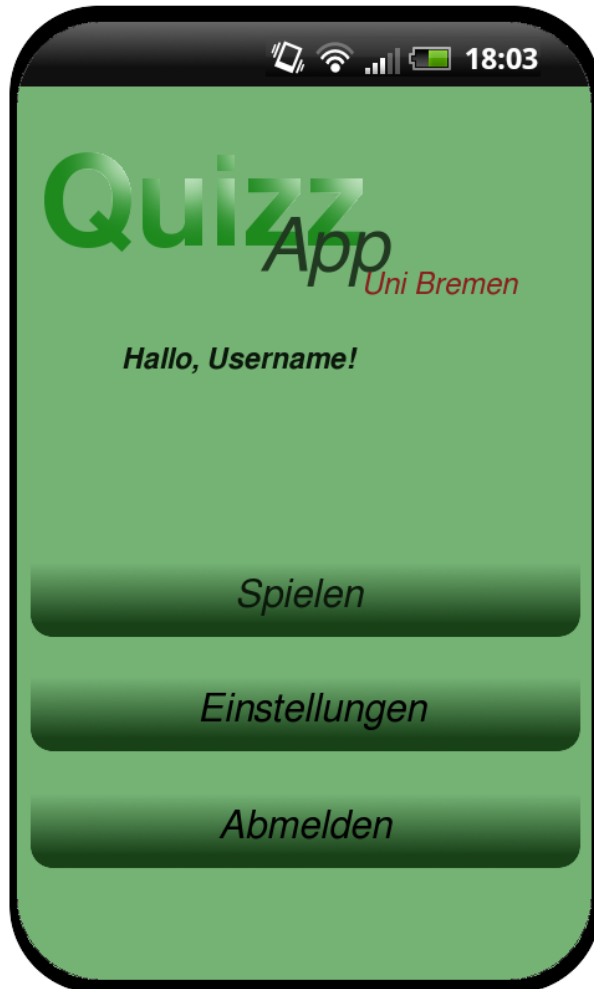 18:03
Quizz
App
Uni Bremen
Hallo, Username!
Spielen
Einstellungen
Abmelden